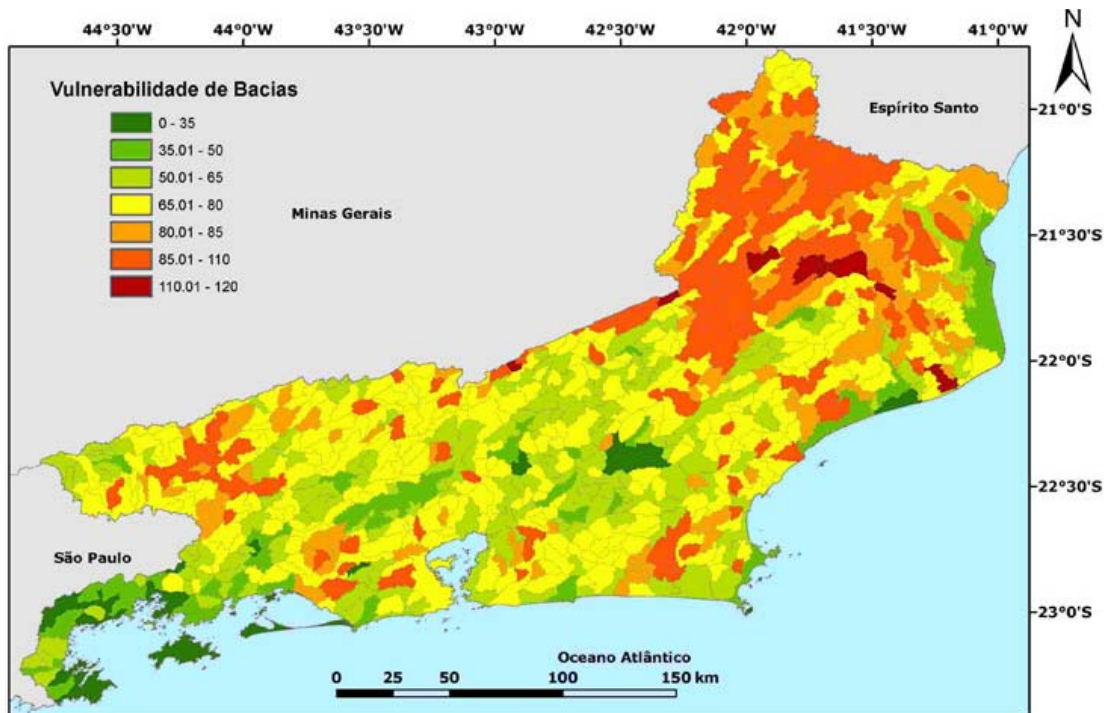 44°30'W 44°0'W 43°30'W 43°0'W 42°30'W 42°0'W 41°30'W 41°0'W
N
Vulnerabilidade de Bacias
0 - 35
35.01 - 50
50.01 - 65
65.01 - 80
80.01 - 85
85.01 - 110
110.01 - 120
Espírito Santo
21°0'S
Minas Gerais
21°30'S
22°0'S
22°30'S
São Paulo
23°0'S
Oceano Atlântico
0 25 50 100 150 km